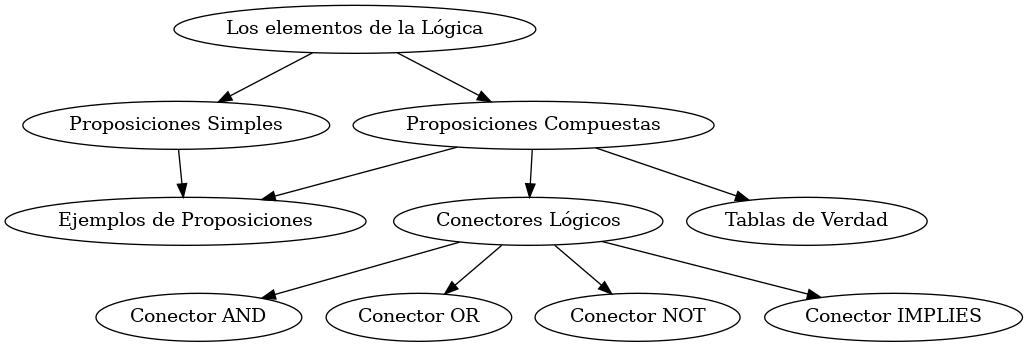 Los elementos de la Lógica
Proposiciones Simples
Proposiciones Compuestas
Ejemplos de Proposiciones
Conectores Lógicos
Tablas de Verdad
Conector AND
Conector OR
Conector NOT
Conector IMPLIES